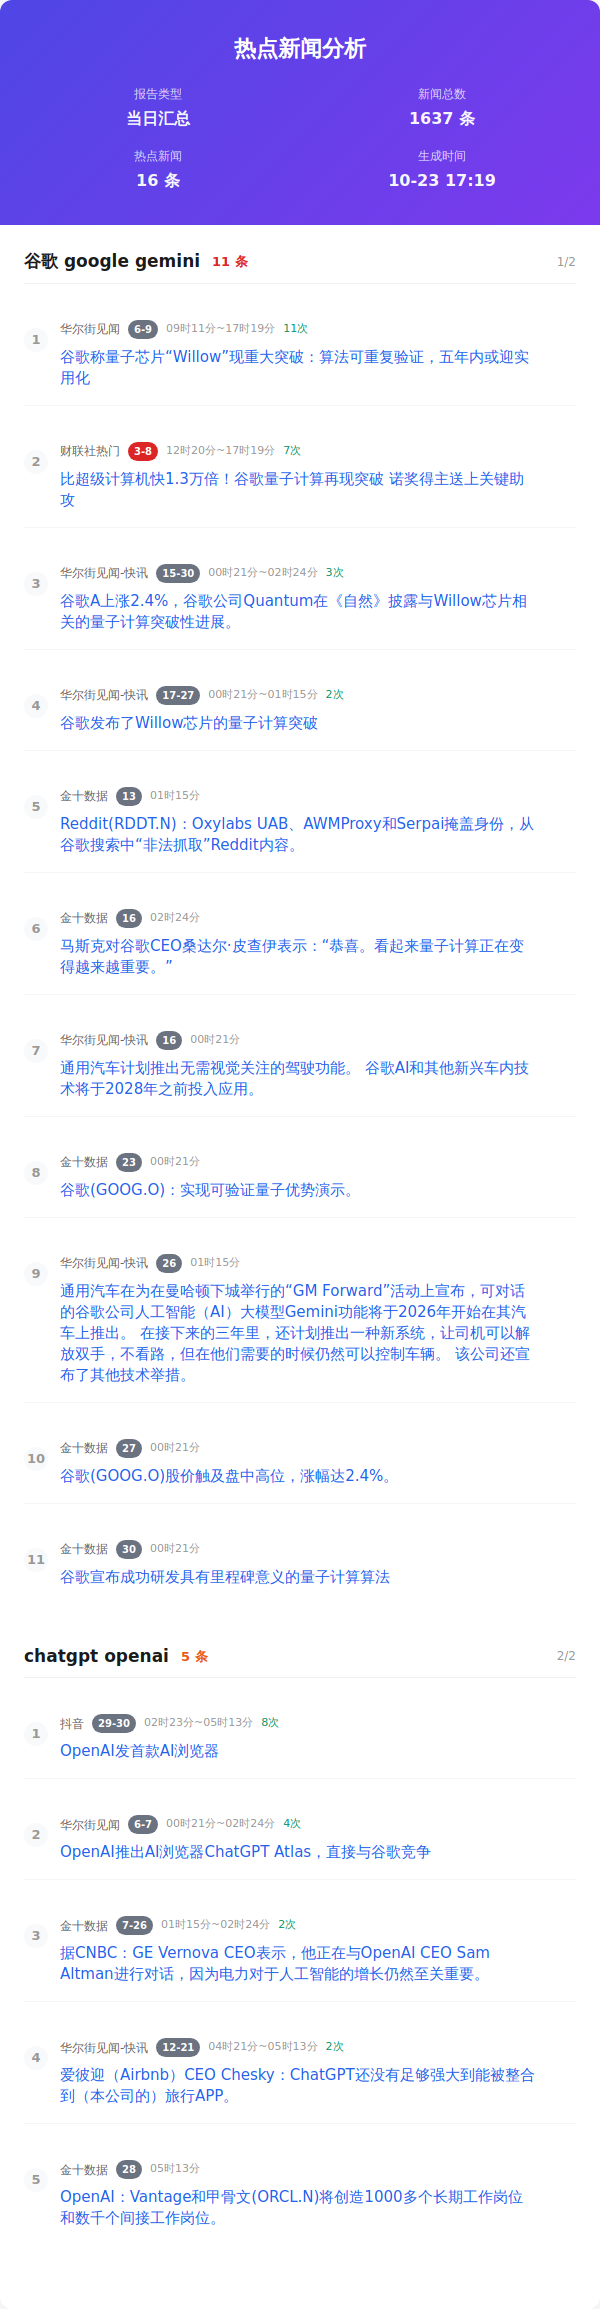 热点新闻分析
报告类型
当日汇总
新闻总数
1637 条
热点新闻
16 条
生成时间
10-23 17:19
谷歌 google gemini 11 条 1/2
1
华尔街见闻 6-9 09时11分~17时19分 11次
谷歌称量子芯片“Willow”现重大突破：算法可重复验证，五年内或迎实
用化
2
财联社热门 3-8 12时20分~17时19分 7次
比超级计算机快1.3万倍！谷歌量子计算再现突破 诺奖得主送上关键助
攻
3
华尔街见闻-快讯 15-30 00时21分~02时24分 3次
谷歌A上涨2.4%，谷歌公司Quantum在《自然》披露与Willow芯片相
关的量子计算突破性进展。
4
华尔街见闻-快讯 17-27 00时21分~01时15分 2次
谷歌发布了Willow芯片的量子计算突破
5
金十数据 13 01时15分
Reddit(RDDT.N)：Oxylabs UAB、AWMProxy和Serpai掩盖身份，从
谷歌搜索中“非法抓取”Reddit内容。
6
金十数据 16 02时24分
马斯克对谷歌CEO桑达尔·皮查伊表示：“恭喜。看起来量子计算正在变
得越来越重要。”
7
华尔街见闻-快讯 16 00时21分
通用汽车计划推出无需视觉关注的驾驶功能。 谷歌AI和其他新兴车内技
术将于2028年之前投入应用。
8
金十数据 23 00时21分
谷歌(GOOG.O)：实现可验证量子优势演示。
9
华尔街见闻-快讯 26 01时15分
通用汽车在为在曼哈顿下城举行的“GM Forward”活动上宣布，可对话
的谷歌公司人工智能（AI）大模型Gemini功能将于2026年开始在其汽
车上推出。 在接下来的三年里，还计划推出一种新系统，让司机可以解
放双手，不看路，但在他们需要的时候仍然可以控制车辆。 该公司还宣
布了其他技术举措。
10
金十数据 27 00时21分
谷歌(GOOG.O)股价触及盘中高位，涨幅达2.4%。
11
金十数据 30 00时21分
谷歌宣布成功研发具有里程碑意义的量子计算算法
chatgpt openai 5 条 2/2
1
抖音 29-30 02时23分~05时13分 8次
OpenAI发首款AI浏览器
2
华尔街见闻 6-7 00时21分~02时24分 4次
OpenAI推出AI浏览器ChatGPT Atlas，直接与谷歌竞争
3
金十数据 7-26 01时15分~02时24分 2次
据CNBC：GE Vernova CEO表示，他正在与OpenAI CEO Sam
Altman进行对话，因为电力对于人工智能的增长仍然至关重要。
4
华尔街见闻-快讯 12-21 04时21分~05时13分 2次
爱彼迎（Airbnb）CEO Chesky：ChatGPT还没有足够强大到能被整合
到（本公司的）旅行APP。
5
金十数据 28 05时13分
OpenAI：Vantage和甲骨文(ORCL.N)将创造1000多个长期工作岗位
和数千个间接工作岗位。